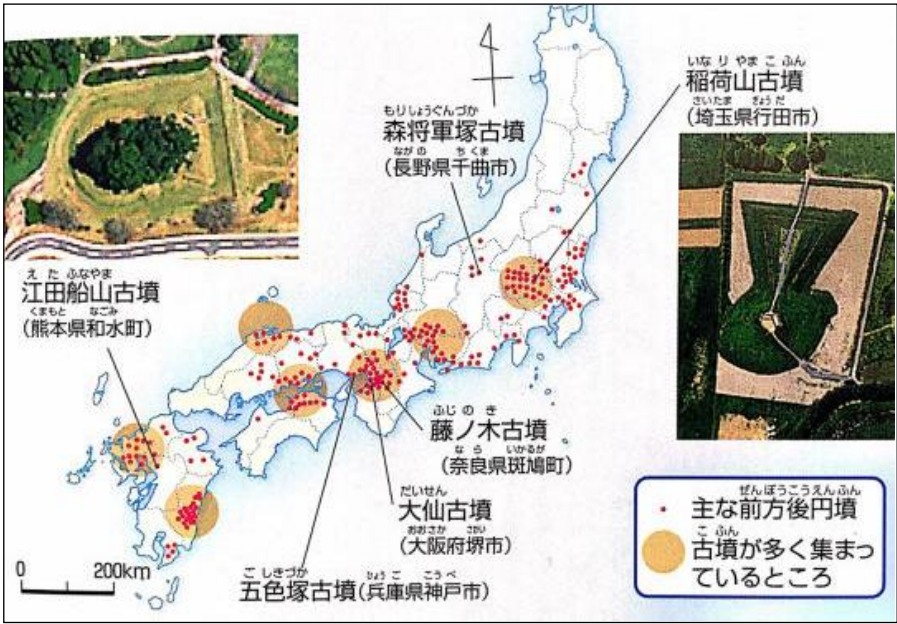 いなりやまこふん
稲荷山古墳
さいたま ぎょうだ
(埼玉県行田市)
もりしょうぐんづか
森将軍塚古墳
ながの ちくま
(長野県千曲市)
えたふなやま
江田船山古墳
くまもと なごみ
(熊本県和水町)
ふじのき
藤ノ木古墳
なら いかるが
(奈良県斑鳩町)
だいせん
大仙古墳
おおさか さかい
(大阪府堺市)
ごしきづか ひょうご こうべ
五色塚古墳(兵庫県神戸市)
0 200km
ぜんぽうこうえんふん
主な前方後円墳
こふん
古墳が多く集まっ
ているところ